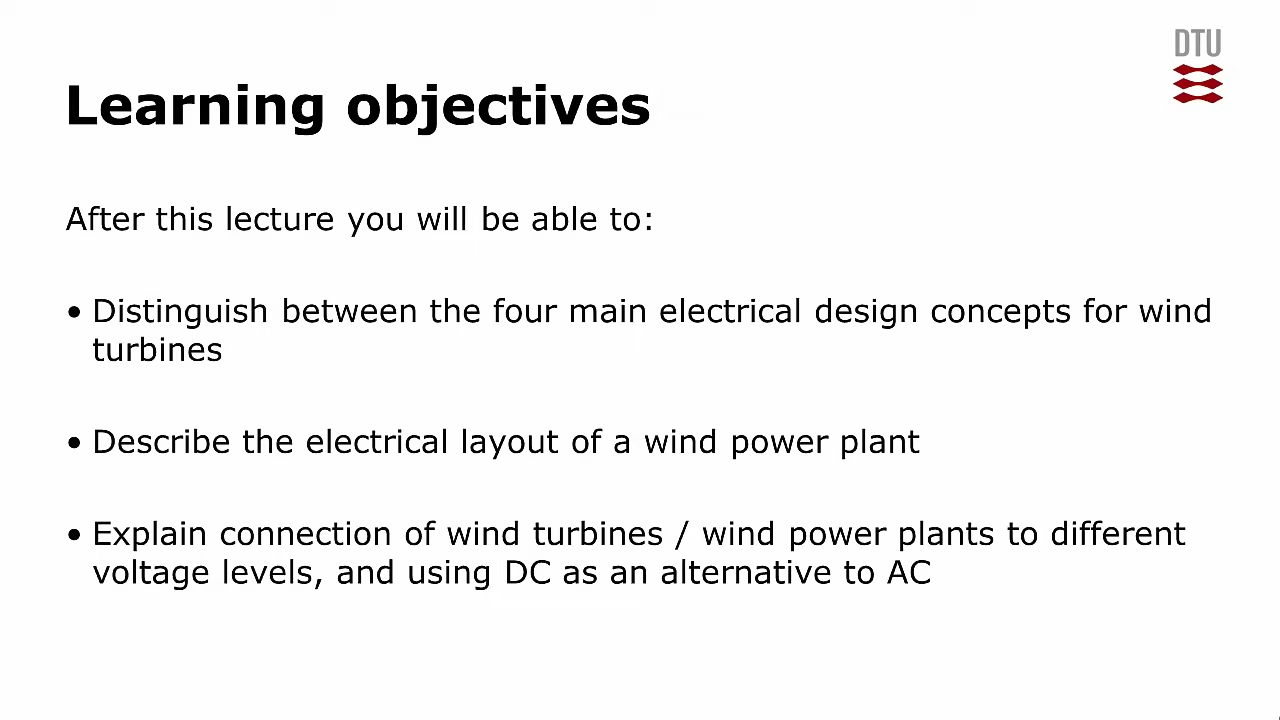 DTU
Learning objectives
After this lecture you will be able to:
• Distinguish between the four main electrical design concepts for wind
turbines
• Describe the electrical layout of a wind power plant
• Explain connection of wind turbines / wind power plants to different
voltage levels, and using DC as an alternative to AC